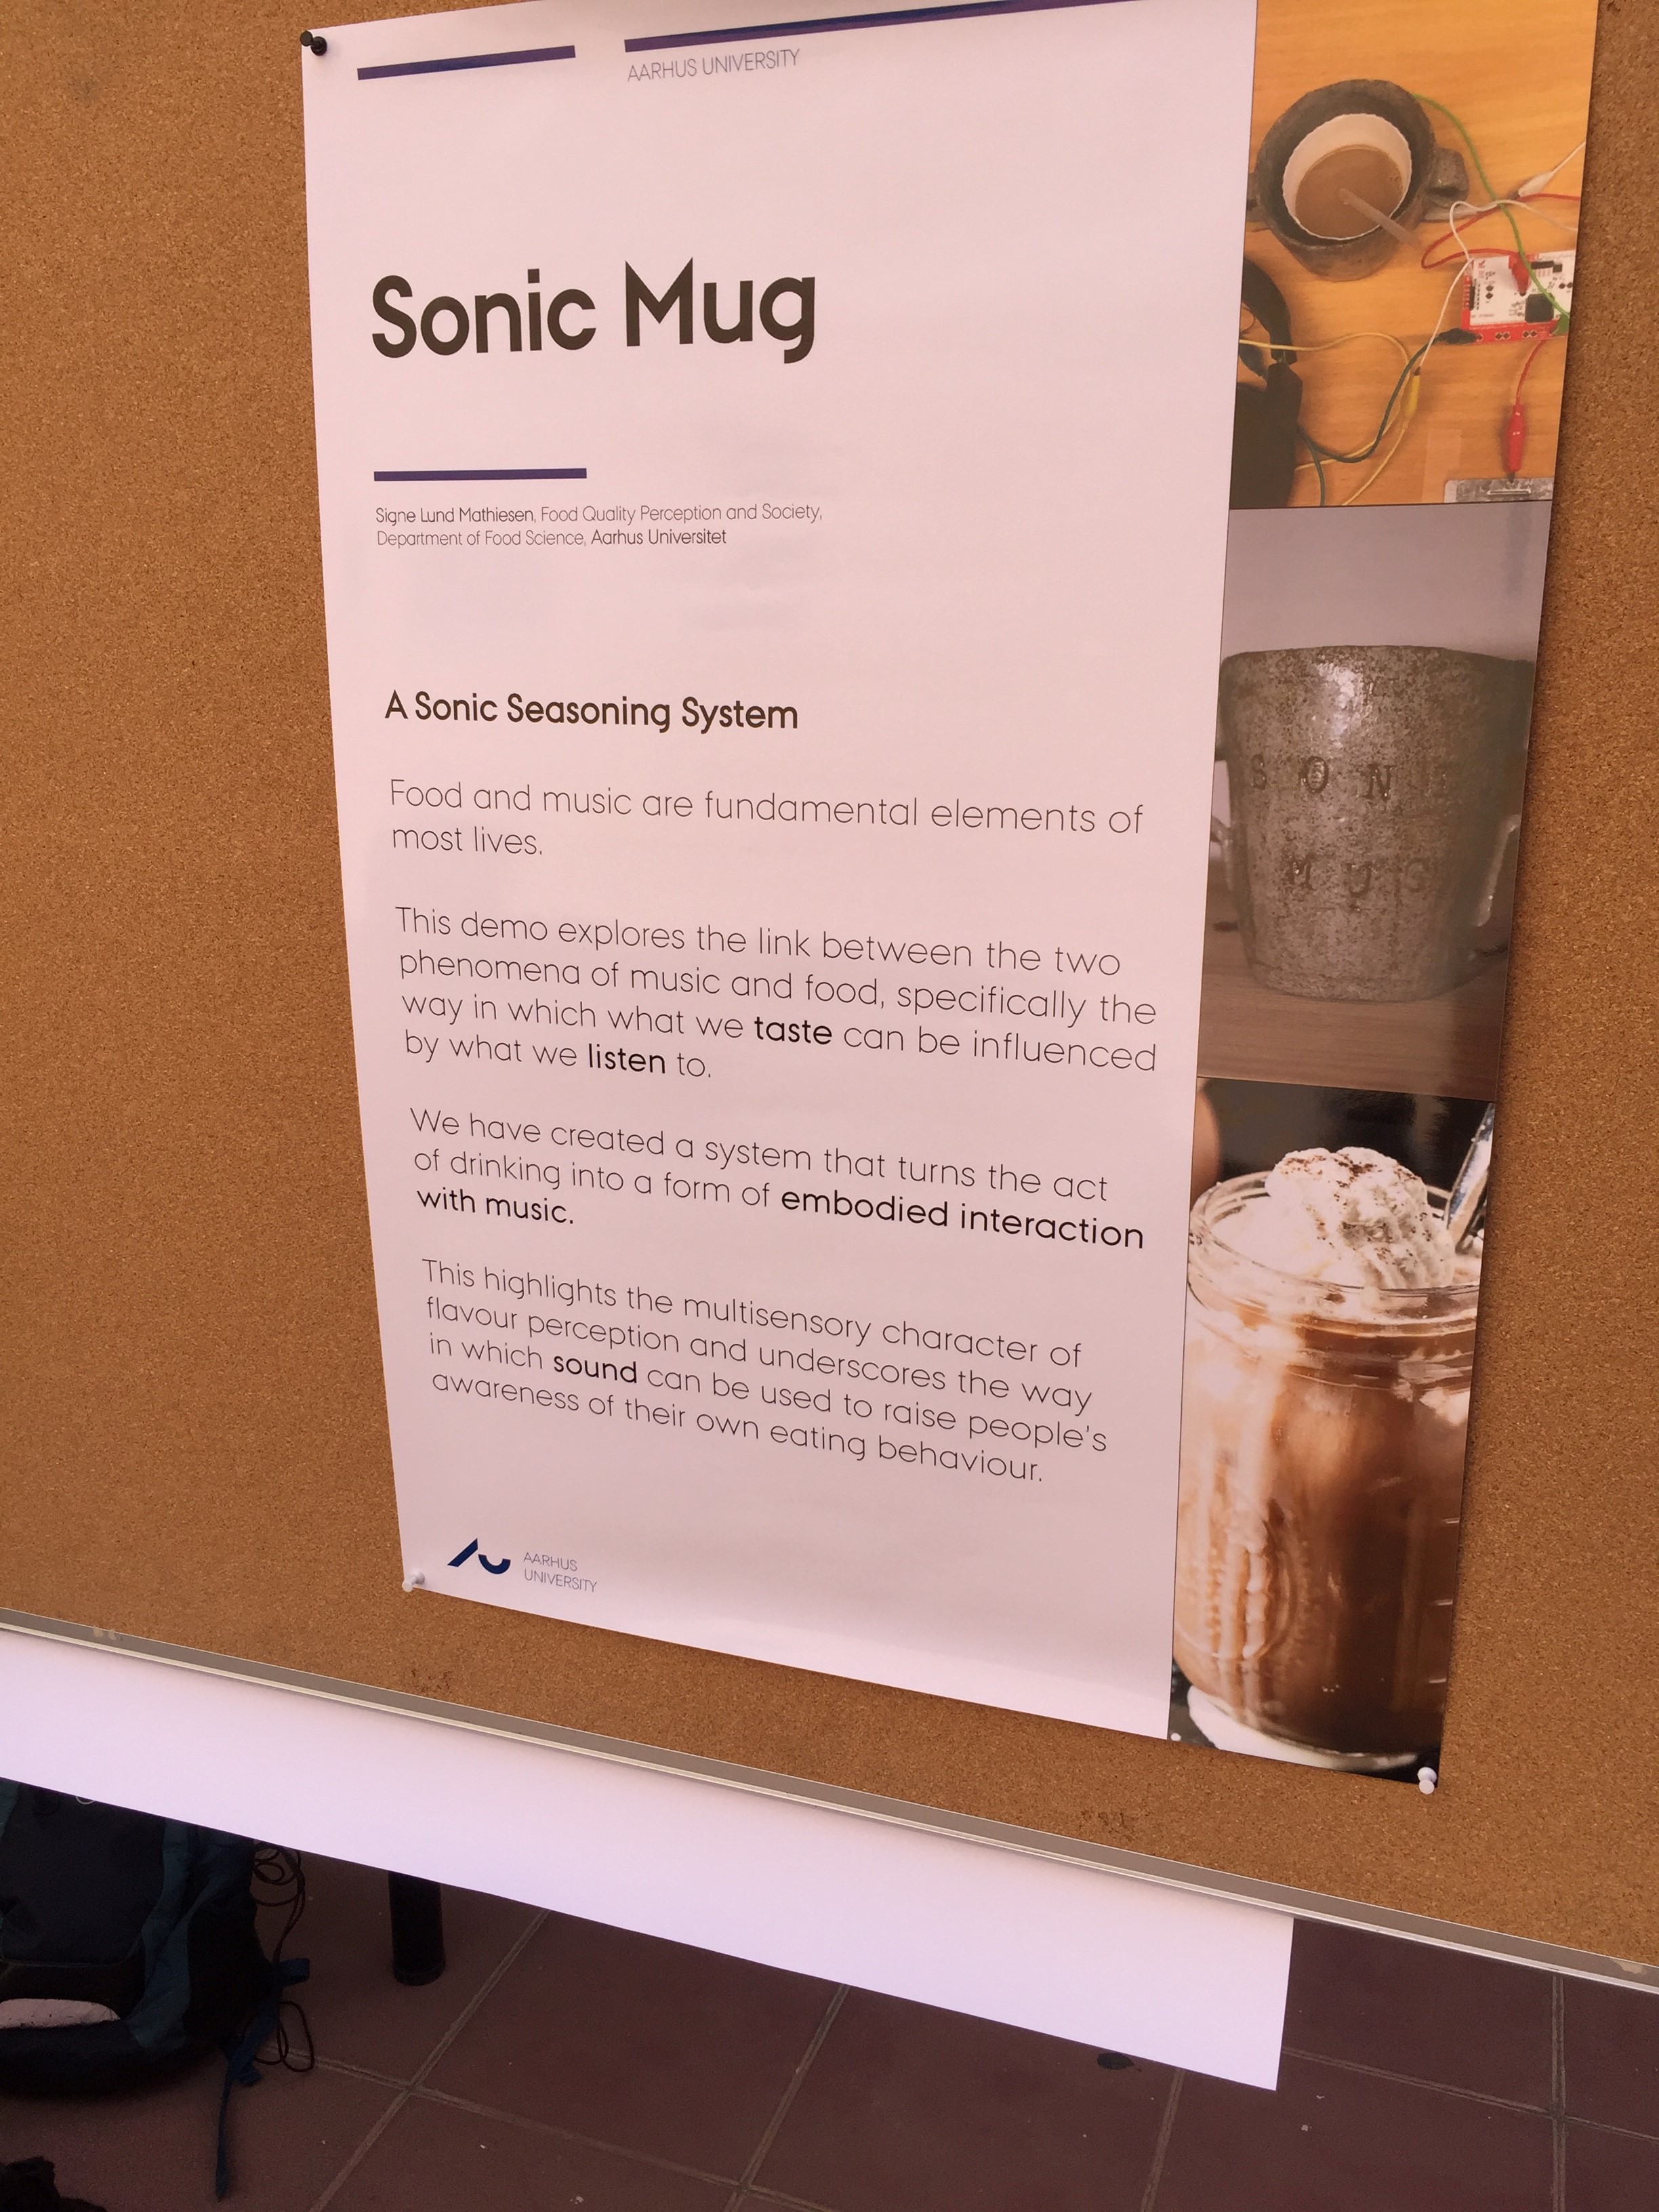 AARHUS UNIVERSITY
Sonic Mug
Signe Lund Mathiesen, Food Quality Perception and Society,
Department of Food Science, Aarhus Universitet
A Sonic Seasoning System
Food and music are fundamental elements of
most lives.
This demo explores the link between the two
phenomena of music and food, specifically the
way in which what we taste can be influenced
by what we listen to.
We have created a system that turns the act
of drinking into a form of embodied interaction
with music.
This highlights the multisensory character of
flavour perception and underscores the way
in which sound can be used to raise people's
awareness of their own eating behaviour.
AARHUS
UNIVERSITY
SONIC
MUG